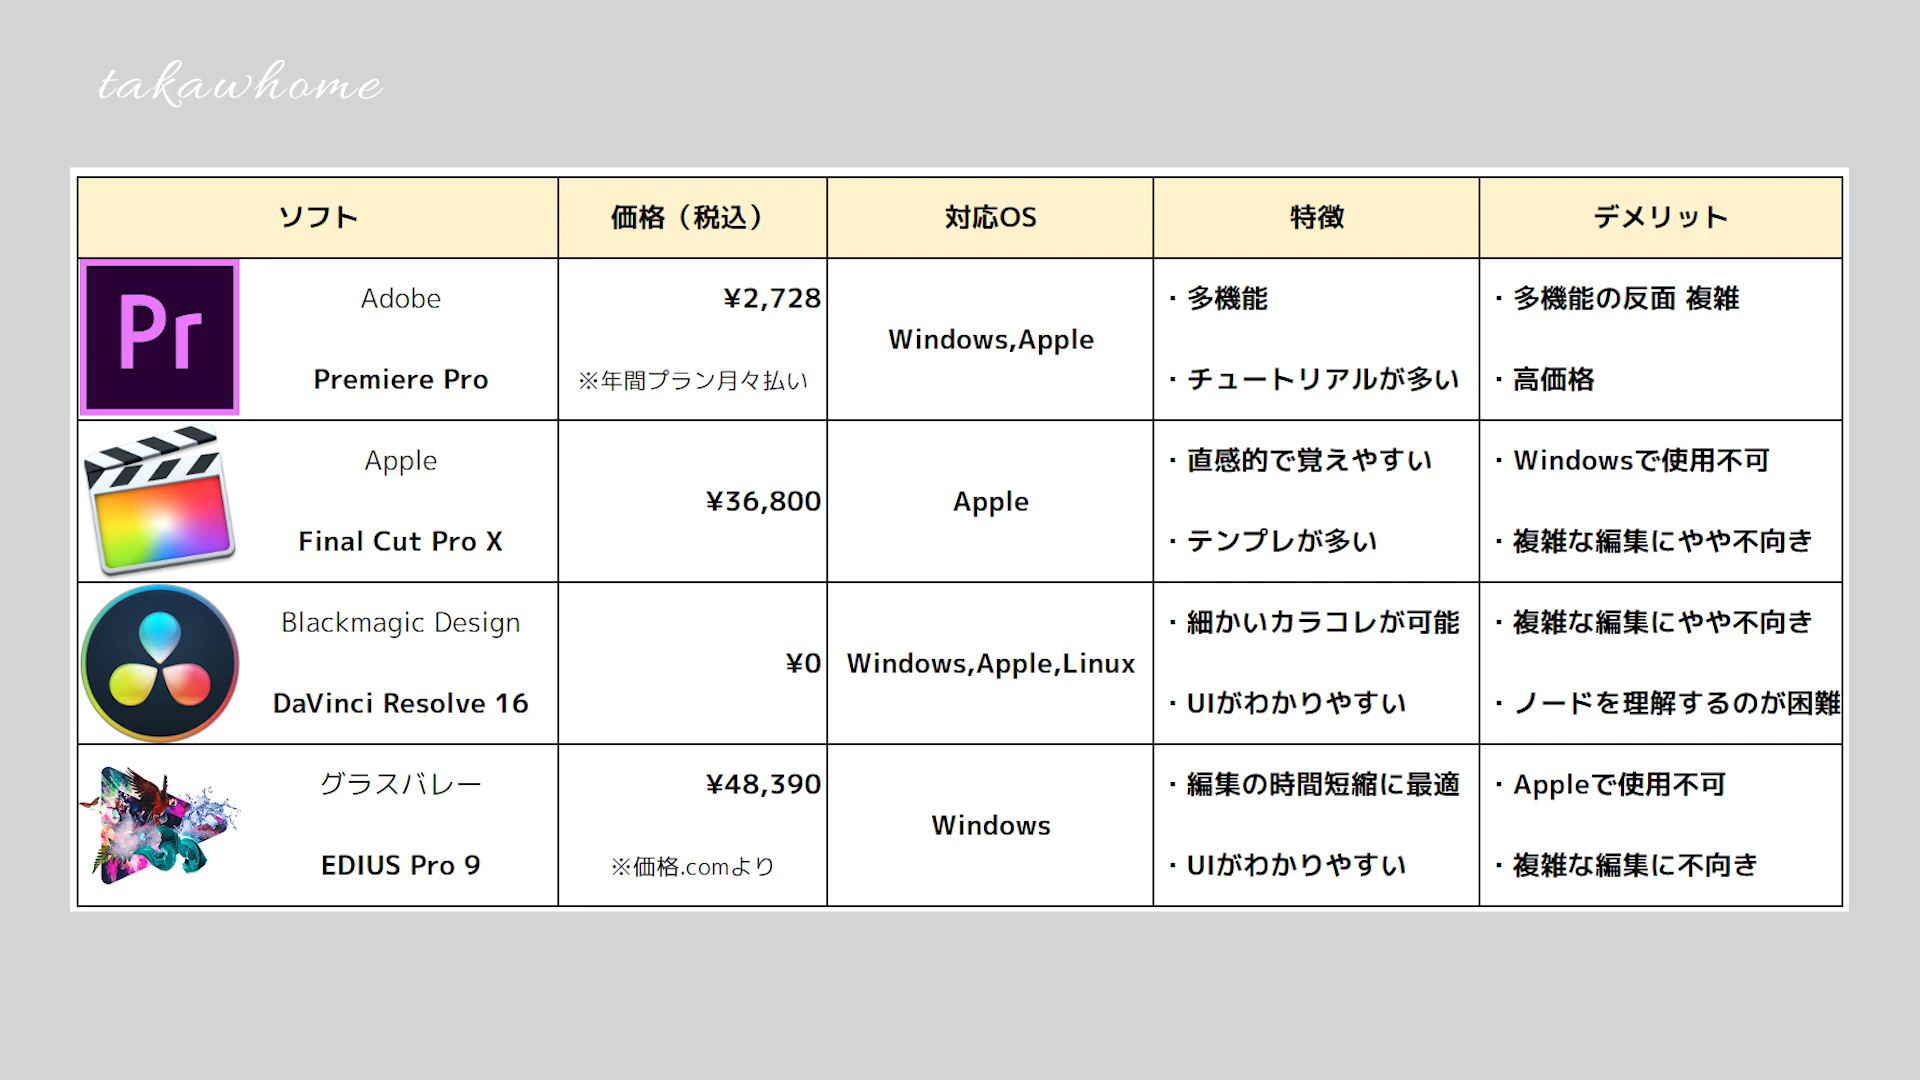 takawhome
ソフト
価格（税込）
対応OS
特徴
デメリット
Pr
Adobe
Premiere Pro
¥2,728
※年間プラン月々払い
Windows,Apple
・多機能
・チュートリアルが多い
・多機能の反面 複雑
・高価格
Apple
Final Cut Pro X
¥36,800
Apple
・直感的で覚えやすい
・テンプレが多い
・Windowsで使用不可
・複雑な編集にやや不向き
Blackmagic Design
DaVinci Resolve 16
¥0
Windows,Apple,Linux
・細かいカラコレが可能
・UIがわかりやすい
・複雑な編集にやや不向き
・ノードを理解するのが困難
グラスバレー
EDIUS Pro 9
¥48,390
※価格.comより
Windows
・編集の時間短縮に最適
・UIがわかりやすい
・Appleで使用不可
・複雑な編集に不向き